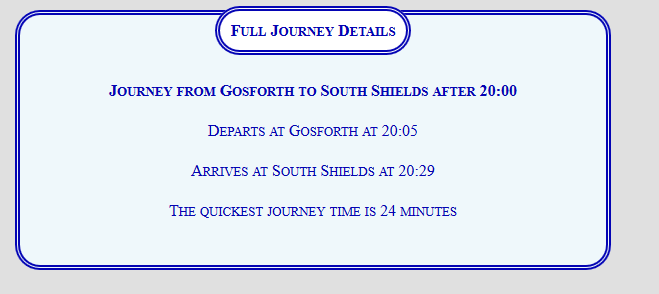 Full Journey Details
Journey from Gosforth to South Shields after 20:00
Departs at Gosforth at 20:05
Arrives at South Shields at 20:29
The quickest journey time is 24 minutes